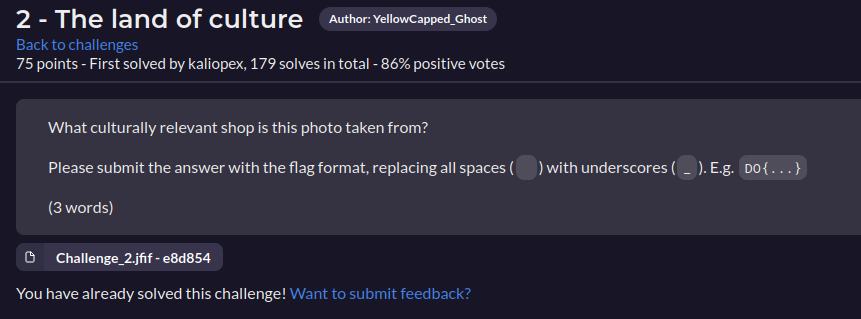 2 - The land of culture Author: YellowCapped_Ghost
Back to challenges
75 points - First solved by kaliopex, 179 solves in total - 86% positive votes
What culturally relevant shop is this photo taken from?
Please submit the answer with the flag format, replacing all spaces ( ) with underscores ( _ ). E.g. DO{...}
(3 words)
Challenge_2.jfif - e8d854
You have already solved this challenge! Want to submit feedback?